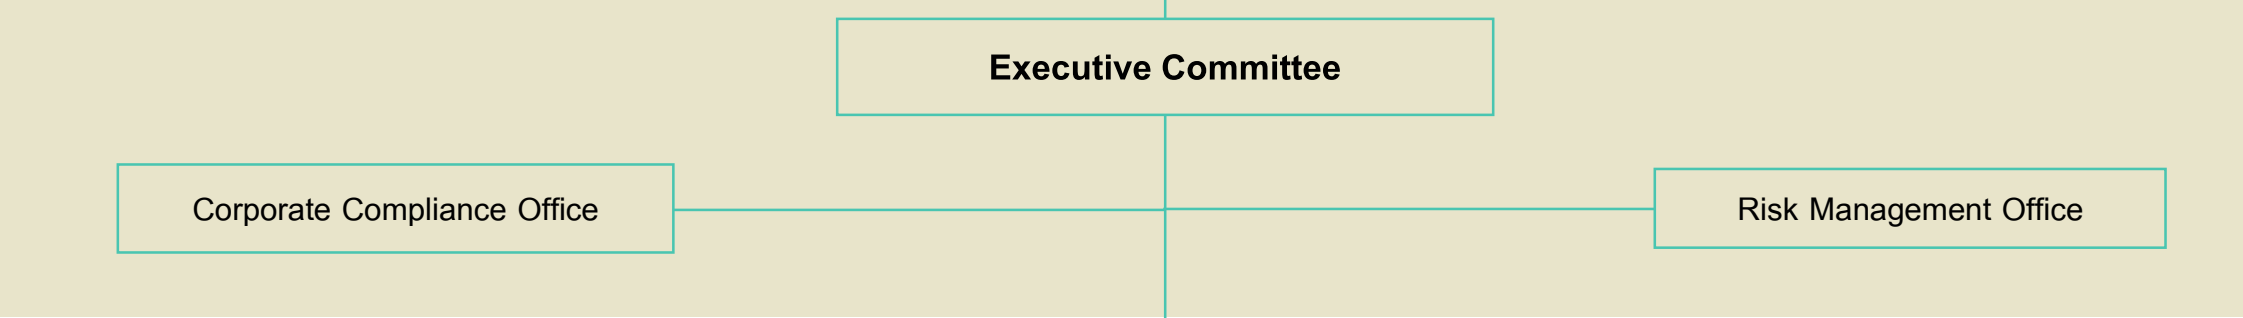 Executive Committee
Corporate Compliance Office
Risk Management Office